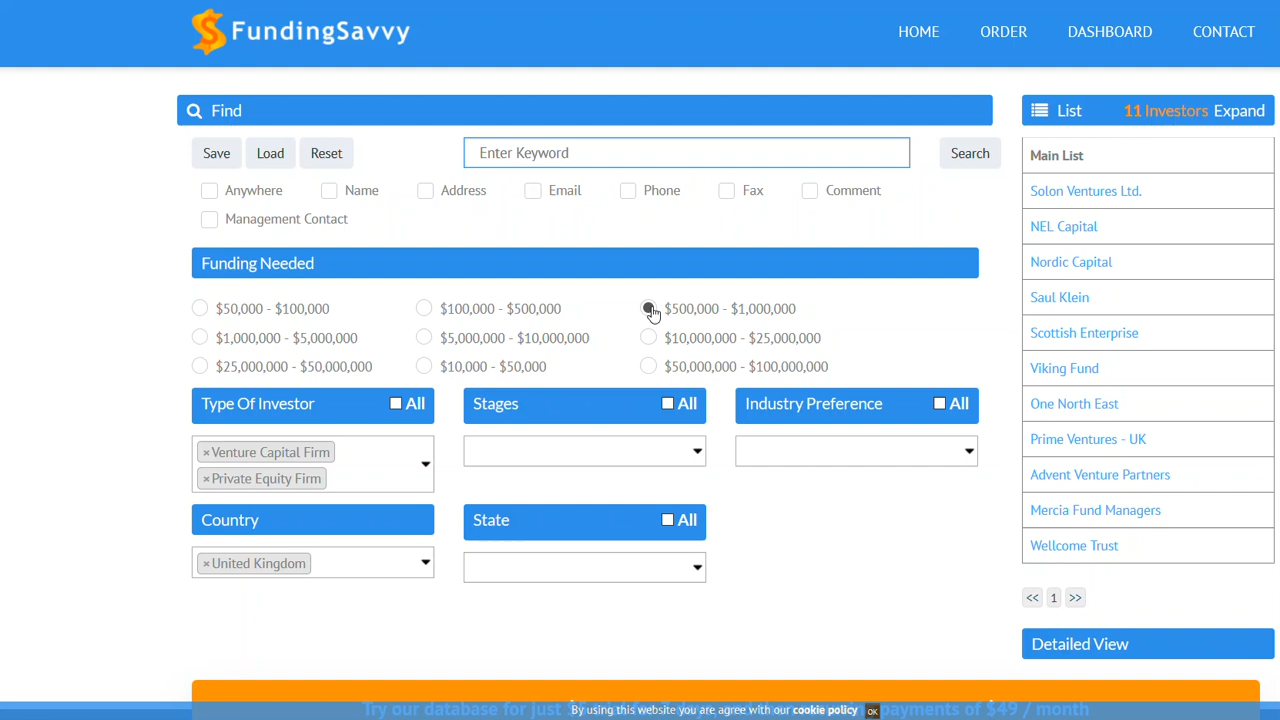 FundingSavvy
HOME ORDER DASHBOARD CONTACT
Find
Save Load Reset Enter Keyword Search
Anywhere Name Address Email Phone Fax Comment
Management Contact
Funding Needed
$50,000 - $100,000 $100,000 - $500,000 $500,000 - $1,000,000
$1,000,000 - $5,000,000 $5,000,000 - $10,000,000 $10,000,000 - $25,000,000
$25,000,000 - $50,000,000 $10,000 - $50,000 $50,000,000 - $100,000,000
Type Of Investor All Stages All Industry Preference All
×Venture Capital Firm
×Private Equity Firm
Country State All
×United Kingdom
List 11 Investors Expand
Main List
Solon Ventures Ltd.
NEL Capital
Nordic Capital
Saul Klein
Scottish Enterprise
Viking Fund
One North East
Prime Ventures - UK
Advent Venture Partners
Mercia Fund Managers
Wellcome Trust
<< 1 >>
Detailed View
Try our database for just payments of $49 / month
By using this website you are, agree with our cookie policy OK